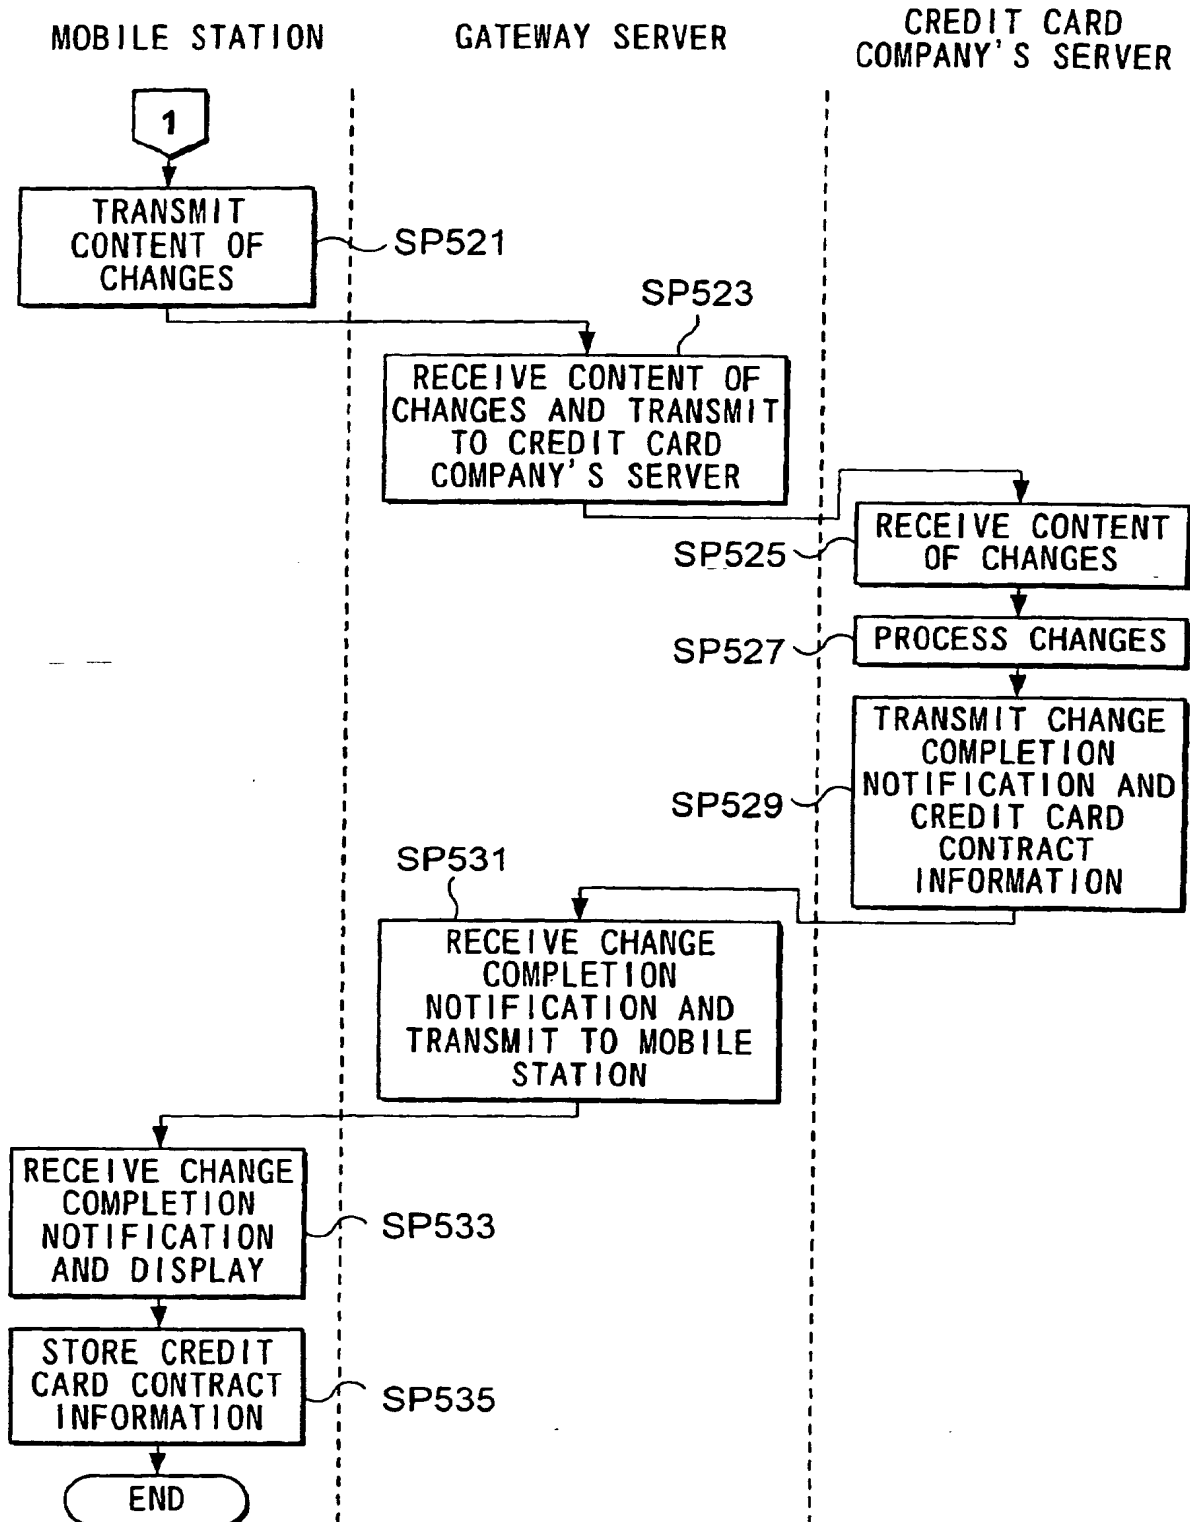 MOBILE STATION
GATEWAY SERVER
CREDIT CARD
COMPANY'S SERVER
1
TRANSMIT
CONTENT OF
CHANGES
SP521
SP523
RECEIVE CONTENT OF
CHANGES AND TRANSMIT
TO CREDIT CARD
COMPANY'S SERVER
RECEIVE CONTENT
OF CHANGES
SP525
PROCESS CHANGES
SP527
TRANSMIT CHANGE
COMPLETION
NOTIFICATION AND
CREDIT CARD
CONTRACT
INFORMATION
SP529
SP531
RECEIVE CHANGE
COMPLETION
NOTIFICATION AND
TRANSMIT TO MOBILE
STATION
RECEIVE CHANGE
COMPLETION
NOTIFICATION
AND DISPLAY
SP533
STORE CREDIT
CARD CONTRACT
INFORMATION
SP535
END